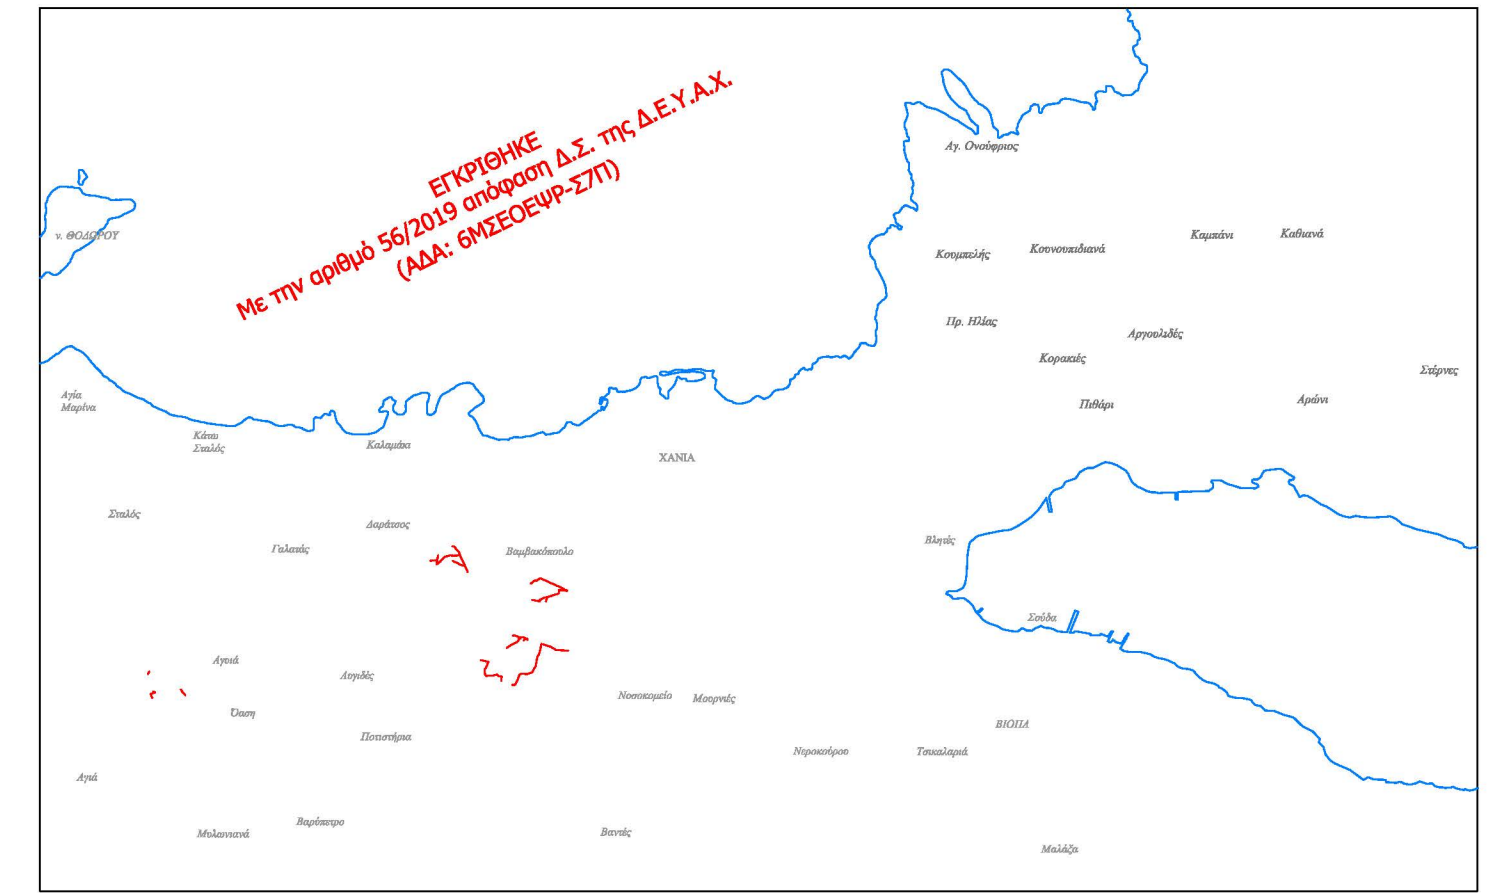 ΕΓΚΡΙΘΗΚΕ
Με την αριθμό 56/2019 απόφαση Δ.Σ. της Δ.Ε.Υ.Α.Χ.
(ΑΔΑ: 6ΜΣΕΟΕΨΡ-Σ7Π)
Αγ. Ονούφριος
ν. ΘΟΔΩΡΟΥ
Κουμπελής
Κουνουπιδιανά
Καμπάνι
Καθιανά
Πρ. Ηλίας
Αργουλιδές
Κορακιές
Στέρνες
Αγία
Μαρίνα
Πιθάρι
Αρώνι
Κάτω
Σταλός
Καλαμάκι
ΧΑΝΙΑ
Σταλός
Δαράτσος
Γαλατάς
Βαμβακόπουλο
Βλητές
Σούδα
Αγυιά
Αυγιδές
Νοσοκομείο
Μουρνιές
Όαση
ΒΙΟΠΑ
Ποτιστήρια
Νεροκούρου
Τσικαλαριά
Αγιά
Μυλωνιανά
Βαρύπετρο
Βαντές
Μαλάξα